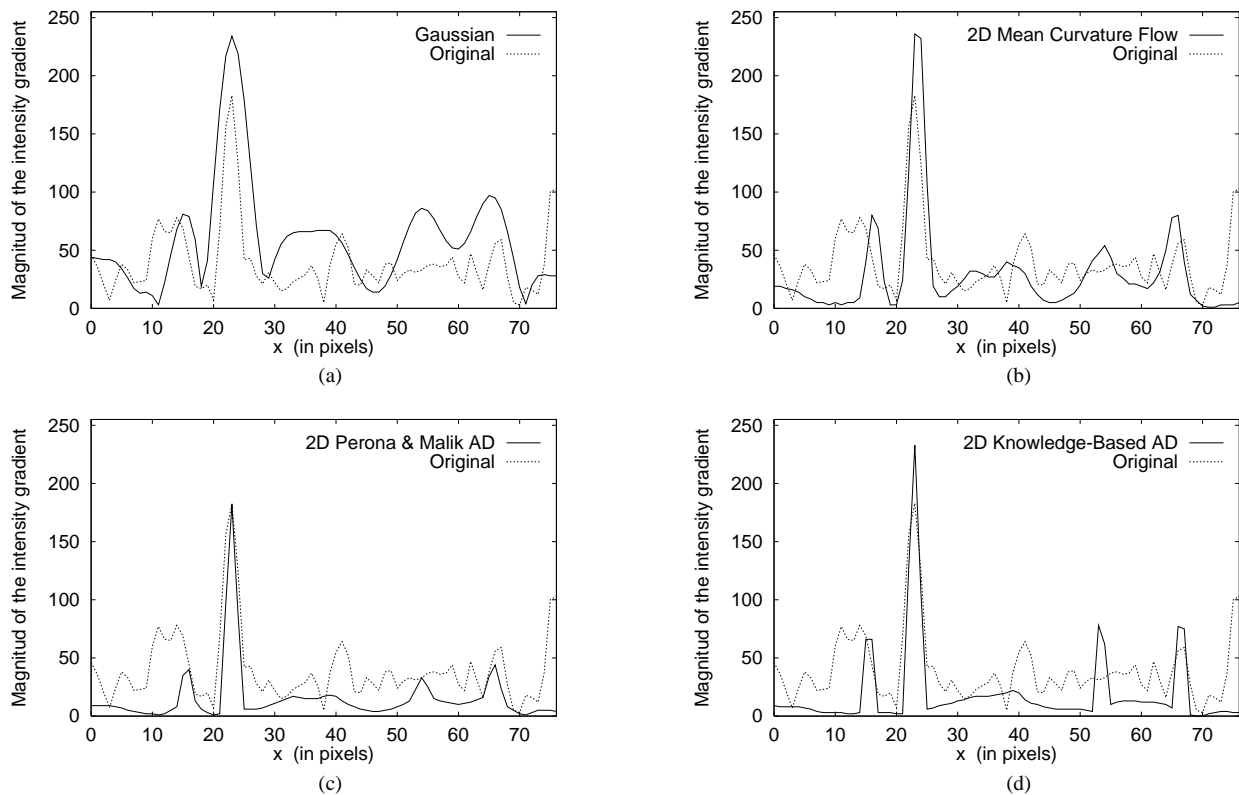 250
200
150
100
50
0
0 10 20 30 40 50 60 70
Magnitud of the intensity gradient
x (in pixels)
Gaussian
Original
(a)
250
200
150
100
50
0
0 10 20 30 40 50 60 70
Magnitud of the intensity gradient
x (in pixels)
2D Mean Curvature Flow
Original
(b)
250
200
150
100
50
0
0 10 20 30 40 50 60 70
Magnitud of the intensity gradient
x (in pixels)
2D Perona & Malik AD
Original
(c)
250
200
150
100
50
0
0 10 20 30 40 50 60 70
Magnitud of the intensity gradient
x (in pixels)
2D Knowledge-Based AD
Original
(d)